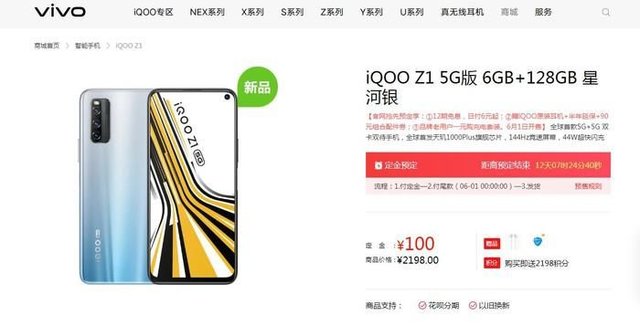 vivo
iQOO专区 NEX系列 X系列 S系列 Z系列 Y系列 U系列 真无线耳机 商城 服务
商城首页 > 智能手机 > iQOO Z1
新品
iQOO Z1 5G
iQOO
iQOO Z1 5G版 6GB+128GB 星
河银
【官网抢先预定享：①12期免息，日付6元起；②赠iQOO原装耳机+半年延保+90
元组合配件券；③品牌老用户一元购充电套装。6月1日开售】 全球首款5G+5G 双
卡双待手机，全球首发天玑1000Plus旗舰芯片，144Hz竞速屏幕，44W超快闪充
定金预定 距离预定结束 12天07时24分40秒
流程：1.付定金—2.付尾款 (06-01 00:00:00) —3.发货 预售规则
定 金：¥100 赠品
商品价格：¥2198.00 积分 购买即送2198积分
商品支持： 花呗分期 以旧换新